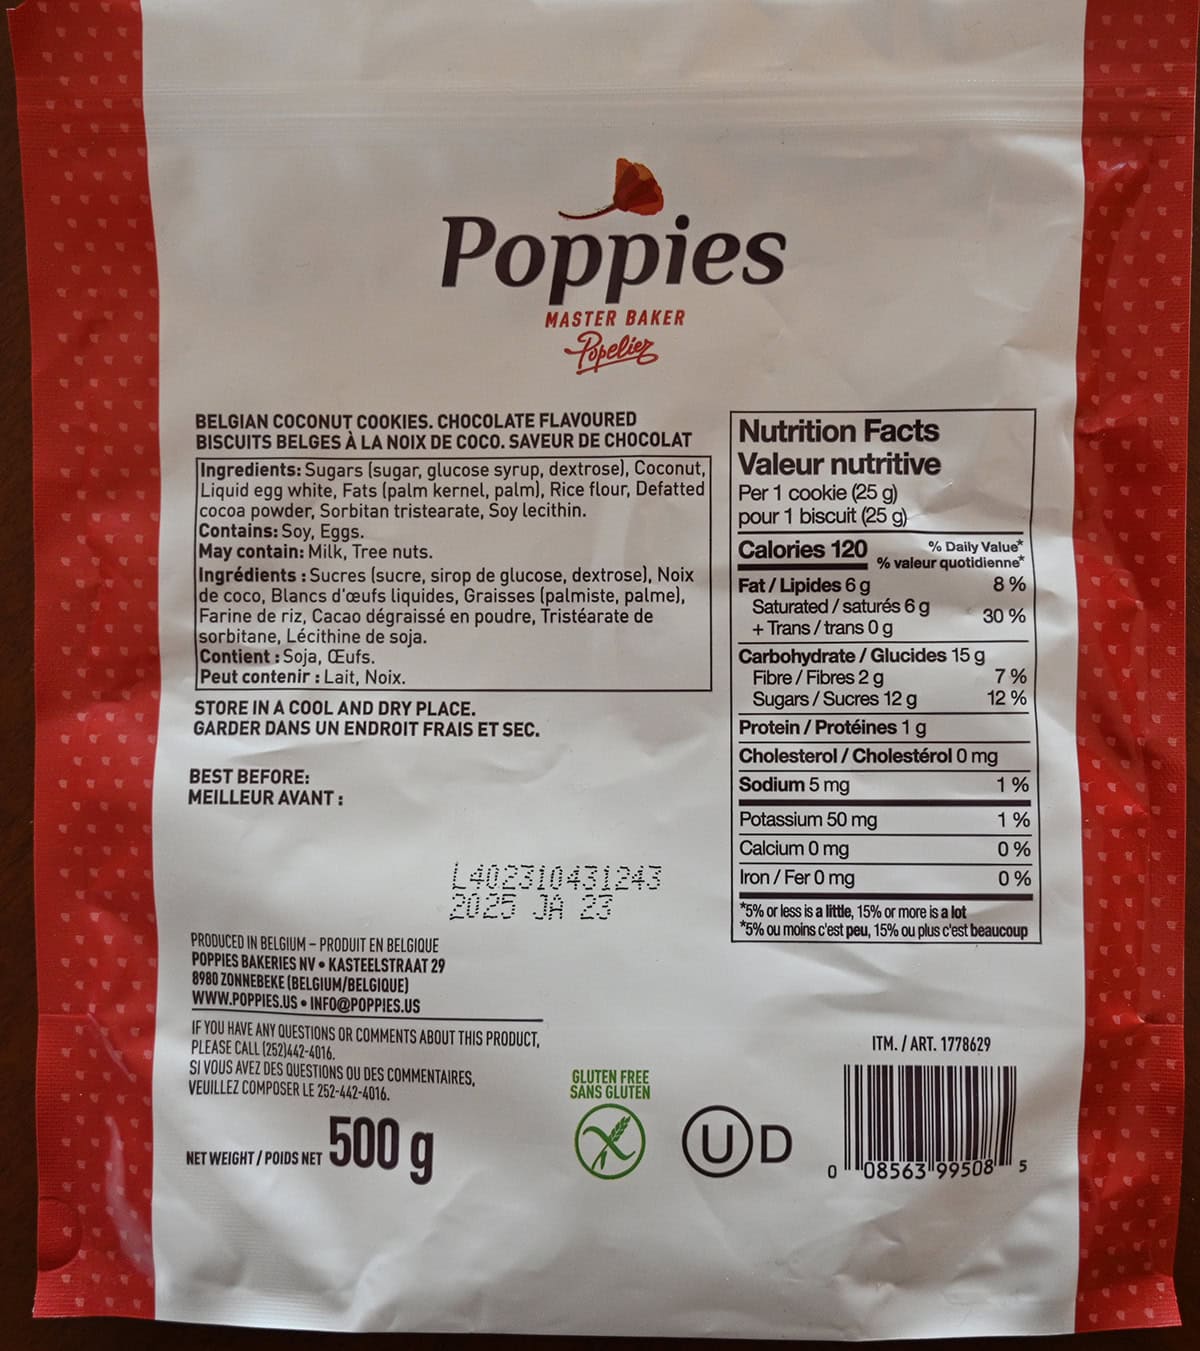 Poppies
MASTER BAKER
Popeliez
BELGIAN COCONUT COOKIES. CHOCOLATE FLAVOURED
BISCUITS BELGES À LA NOIX DE COCO. SAVEUR DE CHOCOLAT
Ingredients: Sugars (sugar, glucose syrup, dextrose), Coconut,
Liquid egg white, Fats (palm kernel, palm), Rice flour, Defatted
cocoa powder, Sorbitan tristearate, Soy lecithin.
Contains: Soy, Eggs.
May contain: Milk, Tree nuts.
Ingrédients : Sucres (sucre, sirop de glucose, dextrose), Noix
de coco, Blancs d'œufs liquides, Graisses (palmiste, palme),
Farine de riz, Cacao dégraissé en poudre, Tristéarate de
sorbitane, Lécithine de soja.
Contient : Soja, Œufs.
Peut contenir : Lait, Noix.
STORE IN A COOL AND DRY PLACE.
GARDER DANS UN ENDROIT FRAIS ET SEC.
BEST BEFORE:
MEILLEUR AVANT :
L402310431243
2025 JA 23
PRODUCED IN BELGIUM – PRODUIT EN BELGIQUE
POPPIES BAKERIES NV • KASTEELSTRAAT 29
8980 ZONNEBEKE (BELGIUM/BELGIQUE)
WWW.POPPIES.US • INFO@POPPIES.US
IF YOU HAVE ANY QUESTIONS OR COMMENTS ABOUT THIS PRODUCT,
PLEASE CALL (252)442-4016.
SI VOUS AVEZ DES QUESTIONS OU DES COMMENTAIRES,
VEUILLEZ COMPOSER LE 252-442-4016.
NET WEIGHT / POIDS NET 500 g
Nutrition Facts
Valeur nutritive
Per 1 cookie (25 g)
pour 1 biscuit (25 g)
Calories 120 % Daily Value*
% valeur quotidienne*
Fat / Lipides 6 g 8 %
Saturated / saturés 6 g
+ Trans / trans 0 g 30 %
Carbohydrate / Glucides 15 g
Fibre / Fibres 2 g 7 %
Sugars / Sucres 12 g 12 %
Protein / Protéines 1 g
Cholesterol / Cholestérol 0 mg
Sodium 5 mg 1 %
Potassium 50 mg 1 %
Calcium 0 mg 0 %
Iron / Fer 0 mg 0 %
*5% or less is a little, 15% or more is a lot
*5% ou moins c'est peu, 15% ou plus c'est beaucoup
ITM. / ART. 1778629
GLUTEN FREE
SANS GLUTEN
U D
0 08563 99508 5